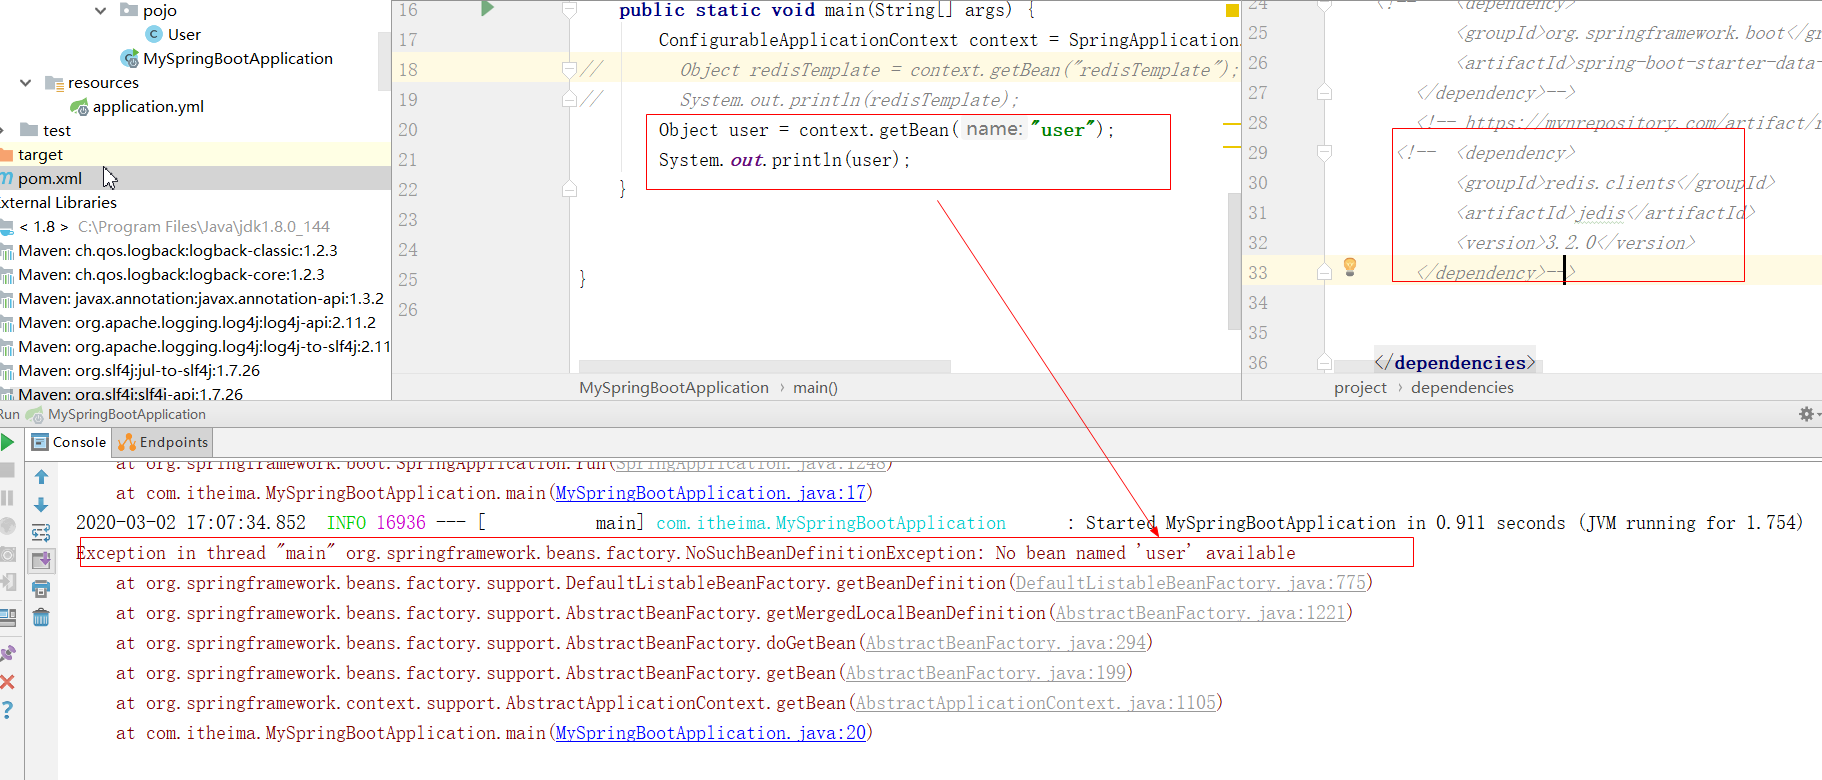 pojo
User
MySpringBootApplication
resources
application.yml
test
target
pom.xml
External Libraries
< 1.8 > C:\Program Files\Java\jdk1.8.0_144
Maven: ch.qos.logback:logback-classic:1.2.3
Maven: ch.qos.logback:logback-core:1.2.3
Maven: javax.annotation:javax.annotation-api:1.3.2
Maven: org.apache.logging.log4j:log4j-api:2.11.2
Maven: org.apache.logging.log4j:log4j-to-slf4j:2.11
Maven: org.slf4j:jul-to-slf4j:1.7.26
Maven: org.slf4j:slf4j-api:1.7.26
16 public static void main(String[] args) {
17 ConfigurableApplicationContext context = SpringApplication.
18 // Object redisTemplate = context.getBean("redisTemplate");
19 // System.out.println(redisTemplate);
20 Object user = context.getBean( name: "user");
21 System.out.println(user);
22 }
23
24
25 }
26
MySpringBootApplication › main()
24 <!-- <dependency>
25 <groupId>org.springframework.boot</gr
26 <artifactId>spring-boot-starter-data-
27 </dependency>-->
28 <!-- https://mvnrepository.com/artifact/r
29 <!-- <dependency>
30 <groupId>redis.clients</groupId>
31 <artifactId>jedis</artifactId>
32 <version>3.2.0</version>
33 </dependency>-->
34
35
36 </dependencies>
project › dependencies
Run MySpringBootApplication
Console Endpoints
at org.springframework.boot.SpringApplication.run(SpringApplication.java:1248)
at com.itheima.MySpringBootApplication.main(MySpringBootApplication.java:17)
2020-03-02 17:07:34.852 INFO 16936 --- [ main] com.itheima.MySpringBootApplication : Started MySpringBootApplication in 0.911 seconds (JVM running for 1.754)
Exception in thread "main" org.springframework.beans.factory.NoSuchBeanDefinitionException: No bean named 'user' available
at org.springframework.beans.factory.support.DefaultListableBeanFactory.getBeanDefinition(DefaultListableBeanFactory.java:775)
at org.springframework.beans.factory.support.AbstractBeanFactory.getMergedLocalBeanDefinition(AbstractBeanFactory.java:1221)
at org.springframework.beans.factory.support.AbstractBeanFactory.doGetBean(AbstractBeanFactory.java:294)
at org.springframework.beans.factory.support.AbstractBeanFactory.getBean(AbstractBeanFactory.java:199)
at org.springframework.context.support.AbstractApplicationContext.getBean(AbstractApplicationContext.java:1105)
at com.itheima.MySpringBootApplication.main(MySpringBootApplication.java:20)